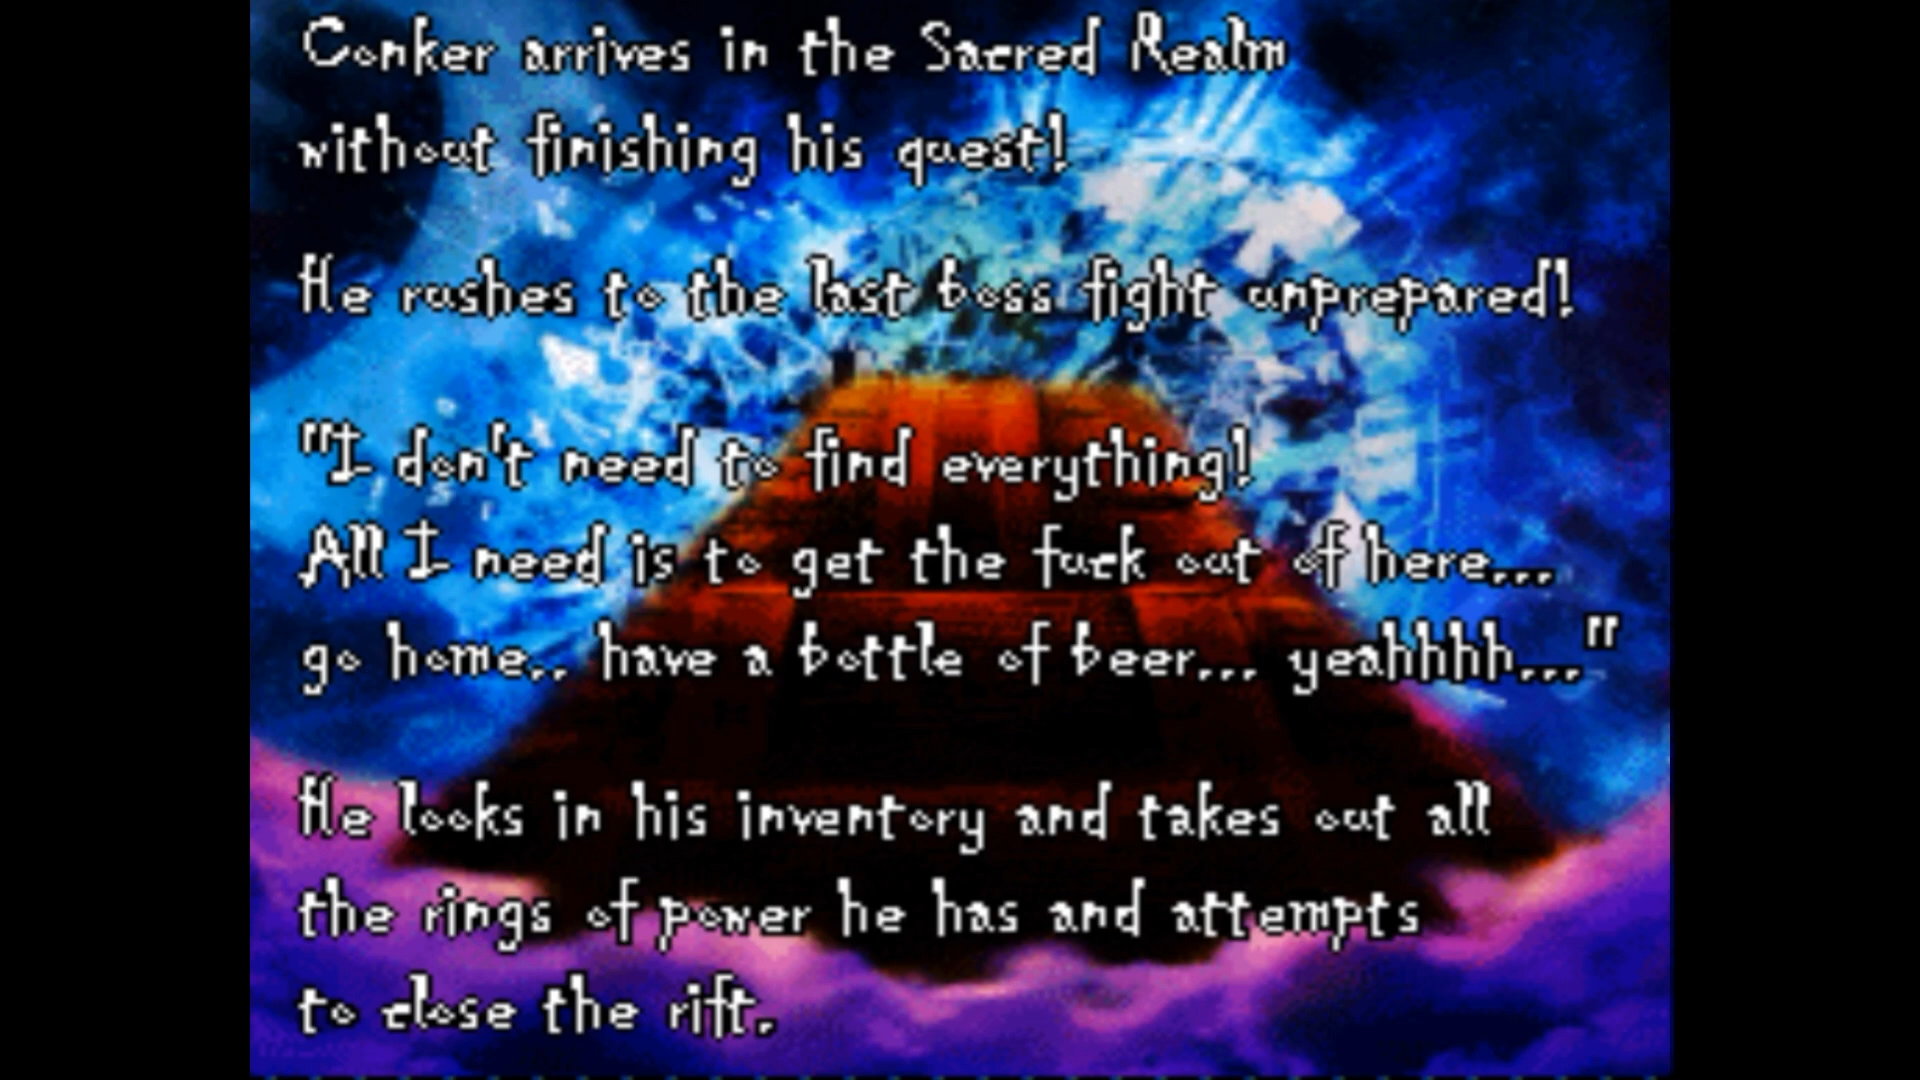 Conker arrives in the Sacred Realm
without finishing his quest!
He rushes to the last boss fight unprepared!
"I don't need to find everything!
All I need is to get the fuck out of here...
go home.. have a bottle of beer... yeahhhh..."
He looks in his inventory and takes out all
the rings of power he has and attempts
to close the rift.